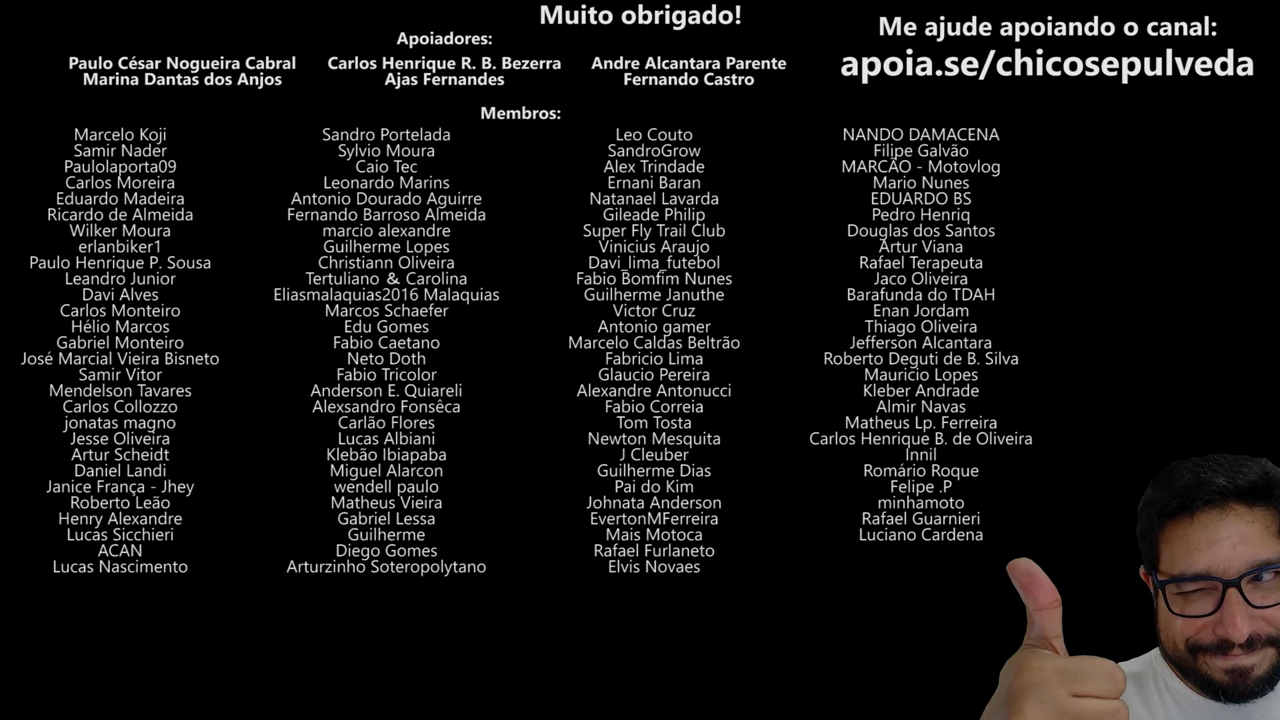 Muito obrigado!
Me ajude apoiando o canal:
apoia.se/chicosepulveda
Apoiadores:
Paulo César Nogueira Cabral
Marina Dantas dos Anjos
Carlos Henrique R. B. Bezerra
Ajas Fernandes
Andre Alcantara Parente
Fernando Castro
Membros:
Marcelo Koji
Samir Nader
Paulolaporta09
Carlos Moreira
Eduardo Madeira
Ricardo de Almeida
Wilker Moura
erlanbiker1
Paulo Henrique P. Sousa
Leandro Junior
Davi Alves
Carlos Monteiro
Hélio Marcos
Gabriel Monteiro
José Marcial Vieira Bisneto
Samir Vitor
Mendelson Tavares
Carlos Collozzo
jonatas magno
Jesse Oliveira
Artur Scheidt
Daniel Landi
Janice França - Jhey
Roberto Leão
Henry Alexandre
Lucas Sicchieri
ACAN
Lucas Nascimento
Sandro Portelada
Sylvio Moura
Caio Tec
Leonardo Marins
Antonio Dourado Aguirre
Fernando Barroso Almeida
marcio alexandre
Guilherme Lopes
Christiann Oliveira
Tertuliano & Carolina
Eliasmalaquias2016 Malaquias
Marcos Schaefer
Edu Gomes
Fabio Caetano
Neto Doth
Fabio Tricolor
Anderson E. Quiareli
Alexsandro Fonsêca
Carlão Flores
Lucas Albiani
Klebão Ibiapaba
Miguel Alarcon
wendell paulo
Matheus Vieira
Gabriel Lessa
Guilherme
Diego Gomes
Arturzinho Soteropolytano
Leo Couto
SandroGrow
Alex Trindade
Ernani Baran
Natanael Lavarda
Gileade Philip
Super Fly Trail Club
Vinicius Araujo
Davi_lima_futebol
Fabio Bomfim Nunes
Guilherme Januthe
Victor Cruz
Antonio gamer
Marcelo Caldas Beltrão
Fabricio Lima
Glaucio Pereira
Alexandre Antonucci
Fabio Correia
Tom Tosta
Newton Mesquita
J Cleuber
Guilherme Dias
Pai do Kim
Johnata Anderson
EvertonMFerreira
Mais Motoca
Rafael Furlaneto
Elvis Novaes
NANDO DAMACENA
Filipe Galvão
MARCÃO - Motovlog
Mario Nunes
EDUARDO BS
Pedro Henriq
Douglas dos Santos
Artur Viana
Rafael Terapeuta
Jaco Oliveira
Barafunda do TDAH
Enan Jordam
Thiago Oliveira
Jefferson Alcantara
Roberto Deguti de B. Silva
Mauricio Lopes
Kleber Andrade
Almir Navas
Matheus Lp. Ferreira
Carlos Henrique B. de Oliveira
Innil
Romário Roque
Felipe .P
minhamoto
Rafael Guarnieri
Luciano Cardena